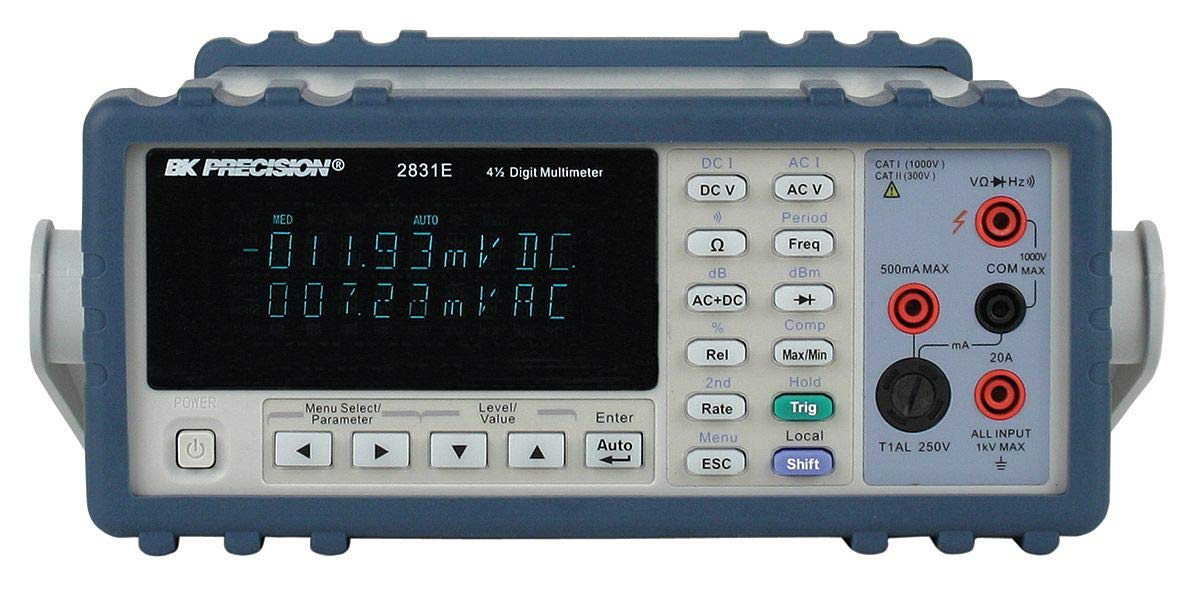 BK PRECISION® 2831E 4½ Digit Multimeter
MED AUTO
-011.93mV DC.
007.23mV AC
POWER
Menu Select/
Parameter
Level/
Value
Enter
Auto
DC I AC I
DC V AC V
Period
Ω Freq
dB dBm
AC+DC
% Comp
Rel Max/Min
2nd Hold
Rate Trig
Menu Local
ESC Shift
CAT I (1000V)
CAT II (300V)
VΩ Hz
1000V
MAX
500mA MAX COM
mA
20A
T1AL 250V
ALL INPUT
1kV MAX